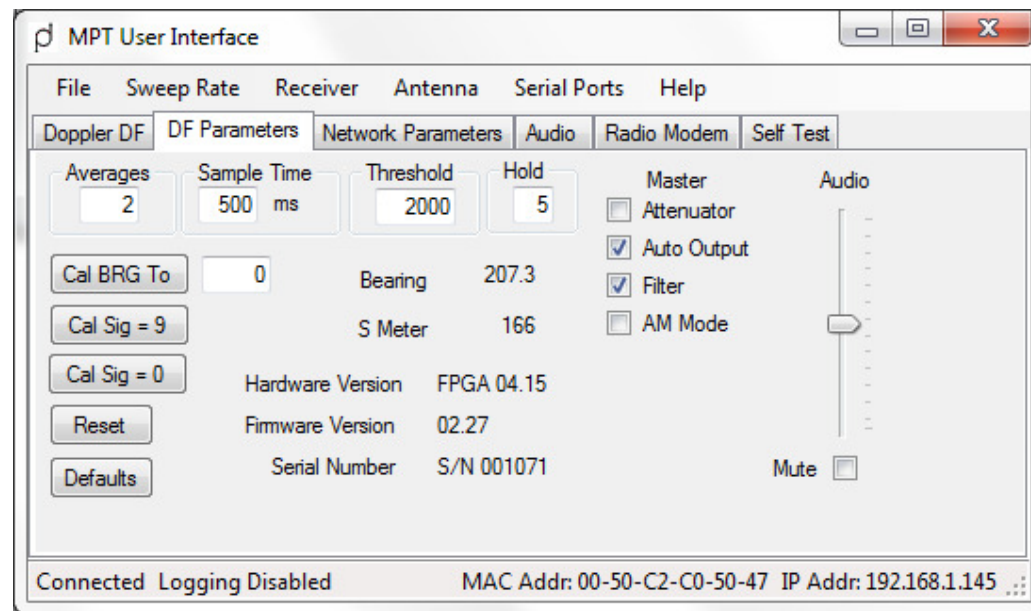 MPT User Interface
File Sweep Rate Receiver Antenna Serial Ports Help
Doppler DF DF Parameters Network Parameters Audio Radio Modem Self Test
Averages Sample Time Threshold Hold Master Audio
2 500 ms 2000 5 Attenuator
Auto Output
Cal BRG To 0 Bearing 207.3 Filter
Cal Sig = 9 S Meter 166 AM Mode
Cal Sig = 0 Hardware Version FPGA 04.15
Reset Firmware Version 02.27
Defaults Serial Number S/N 001071 Mute
Connected Logging Disabled MAC Addr: 00-50-C2-C0-50-47 IP Addr: 192.168.1.145